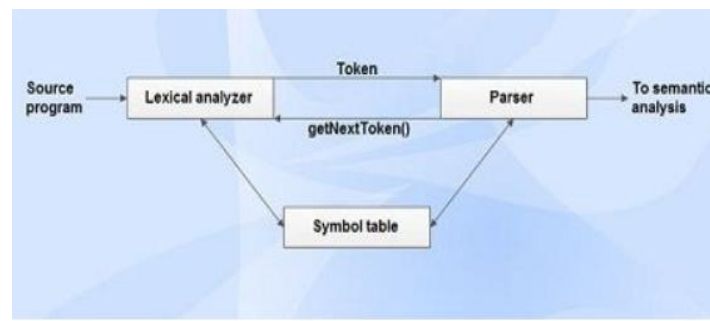 Token
Source
program
Lexical analyzer
Parser
To semantic
analysis
getNextToken()
Symbol table